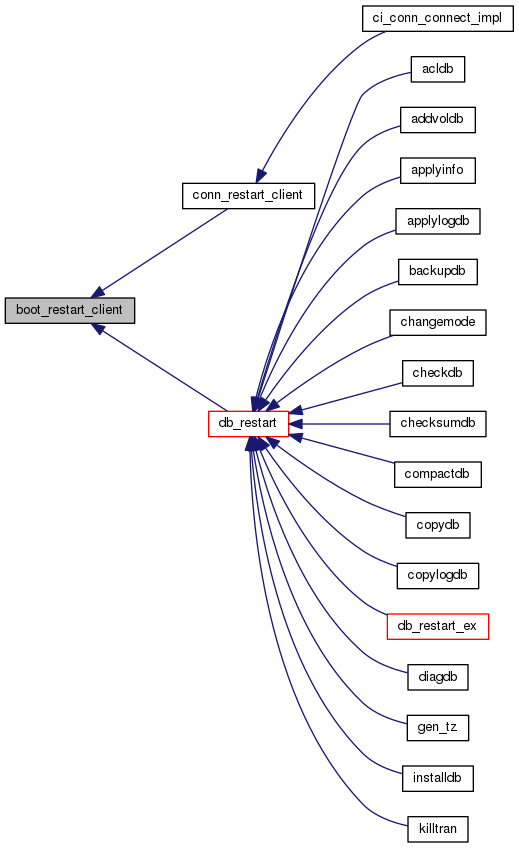 ci_conn_connect_impl
acldb
addvoldb
applyinfo
conn_restart_client
applylogdb
backupdb
boot_restart_client
changemode
checkdb
db_restart
checksumdb
compactdb
copydb
copylogdb
db_restart_ex
diagdb
gen_tz
installdb
killtran